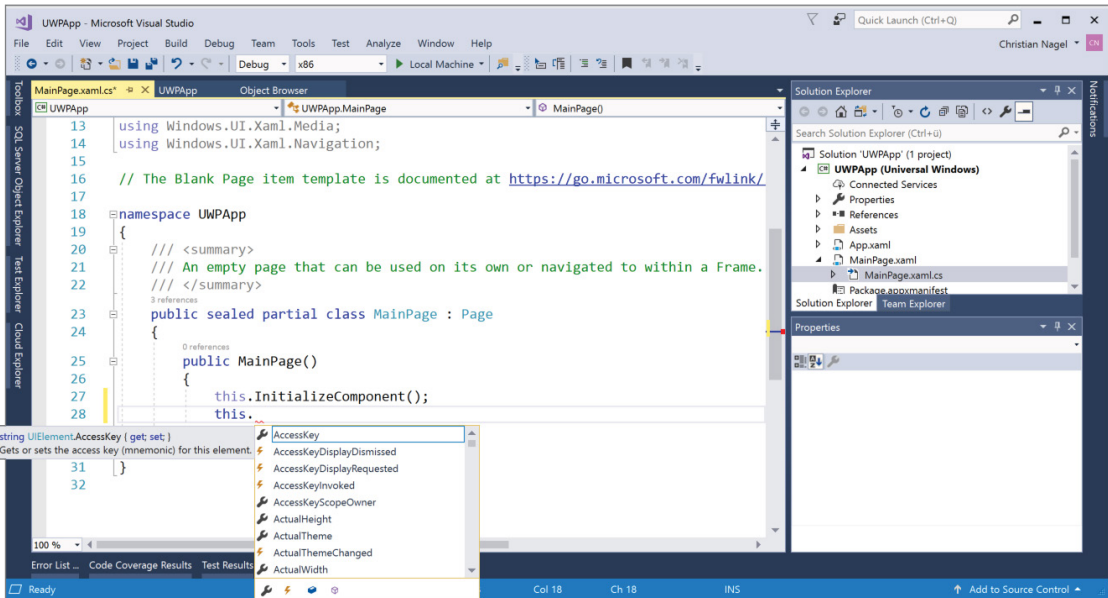 UWPApp - Microsoft Visual Studio
Quick Launch (Ctrl+Q)
File Edit View Project Build Debug Team Tools Test Analyze Window Help
Christian Nagel CN
Debug x86 Local Machine
Toolbox
SQL Server Object Explorer
Test Explorer
Cloud Explorer
MainPage.xaml.cs* UWPApp Object Browser
C# UWPApp UWPApp.MainPage MainPage()
13 using Windows.UI.Xaml.Media;
14 using Windows.UI.Xaml.Navigation;
15
16 // The Blank Page item template is documented at https://go.microsoft.com/fwlink/
17
18 namespace UWPApp
19 {
20 /// <summary>
21 /// An empty page that can be used on its own or navigated to within a Frame.
22 /// </summary>
3 references
23 public sealed partial class MainPage : Page
24 {
0 references
25 public MainPage()
26 {
27 this.InitializeComponent();
28 this.
string UIElement.AccessKey { get; set; }
Gets or sets the access key (mnemonic) for this element.
31 }
32
AccessKey
AccessKeyDisplayDismissed
AccessKeyDisplayRequested
AccessKeyInvoked
AccessKeyScopeOwner
ActualHeight
ActualTheme
ActualThemeChanged
ActualWidth
100 %
Error List ... Code Coverage Results Test Results
Solution Explorer
Search Solution Explorer (Ctrl+ü)
Solution 'UWPApp' (1 project)
C# UWPApp (Universal Windows)
Connected Services
Properties
References
Assets
App.xaml
MainPage.xaml
MainPage.xaml.cs
Package.appxmanifest
Solution Explorer Team Explorer
Properties
Notifications
Ready Col 18 Ch 18 INS Add to Source Control